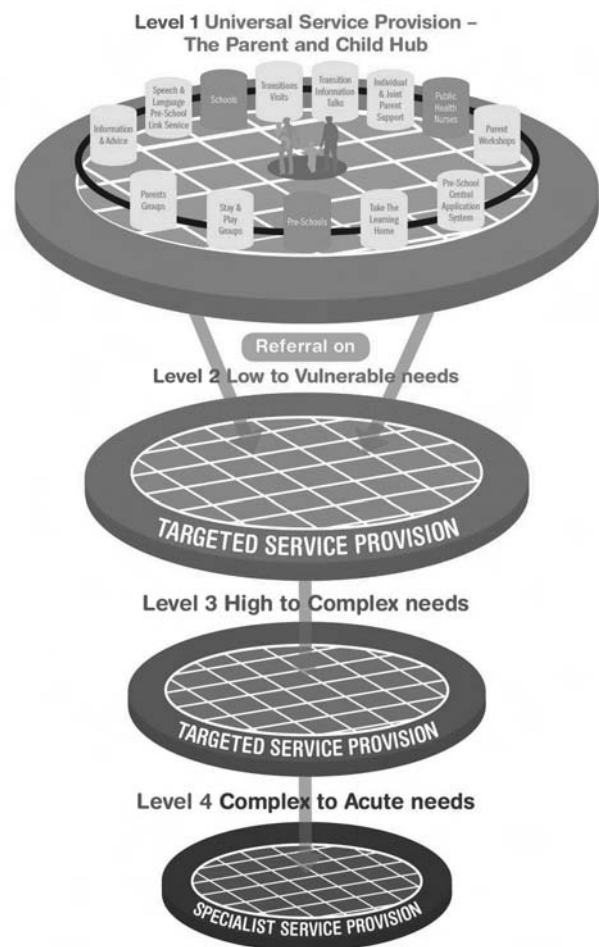 Level 1 Universal Service Provision –
The Parent and Child Hub
Information
& Advice
Speech &
Language
Pre-School
Link Service
Schools
Transitions
Visits
Transition
Information
Talks
Individual
& Joint
Parent
Support
Public
Health
Nurses
Parent
Workshops
Parents
Groups
Stay &
Play
Groups
Pre-Schools
Take The
Learning
Home
Pre-School
Central
Application
System
Referral on
Level 2 Low to Vulnerable needs
TARGETED SERVICE PROVISION
Level 3 High to Complex needs
TARGETED SERVICE PROVISION
Level 4 Complex to Acute needs
SPECIALIST SERVICE PROVISION